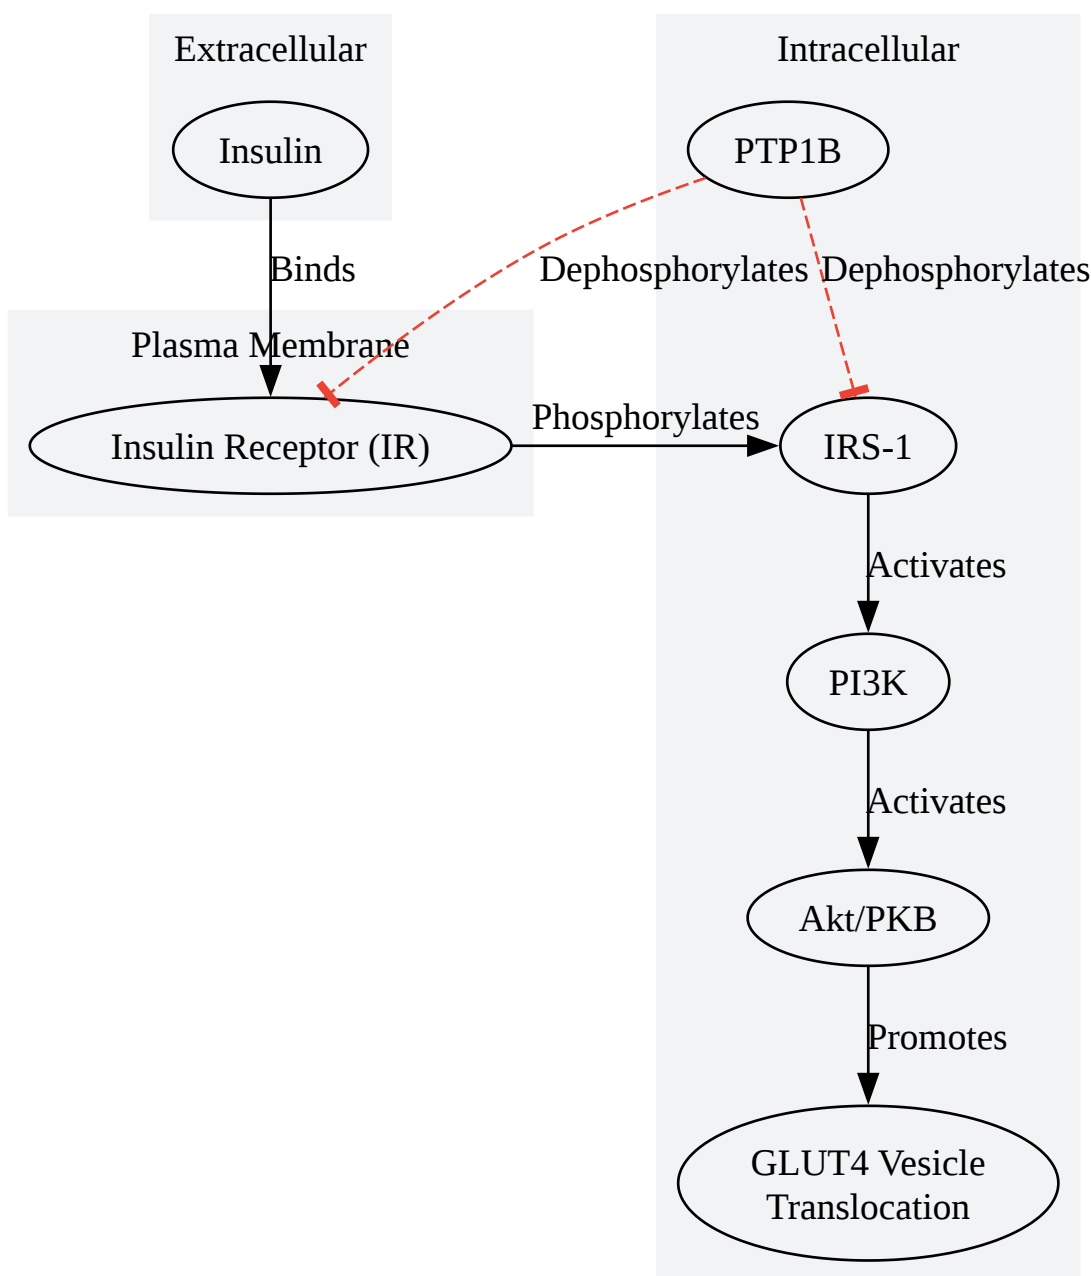 Extracellular
Intracellular
Insulin
PTP1B
Binds
Dephosphorylates
Dephosphorylates
Plasma Membrane
Insulin Receptor (IR)
Phosphorylates
IRS-1
Activates
PI3K
Activates
Akt/PKB
Promotes
GLUT4 Vesicle
Translocation